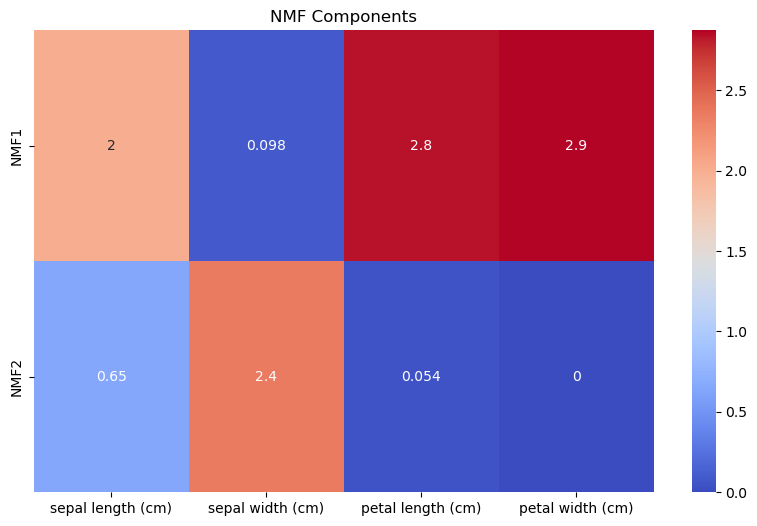 NMF Components
NMF1
2
0.098
2.8
2.9
NMF2
0.65
2.4
0.054
0
sepal length (cm)
sepal width (cm)
petal length (cm)
petal width (cm)
2.5
2.0
1.5
1.0
0.5
0.0